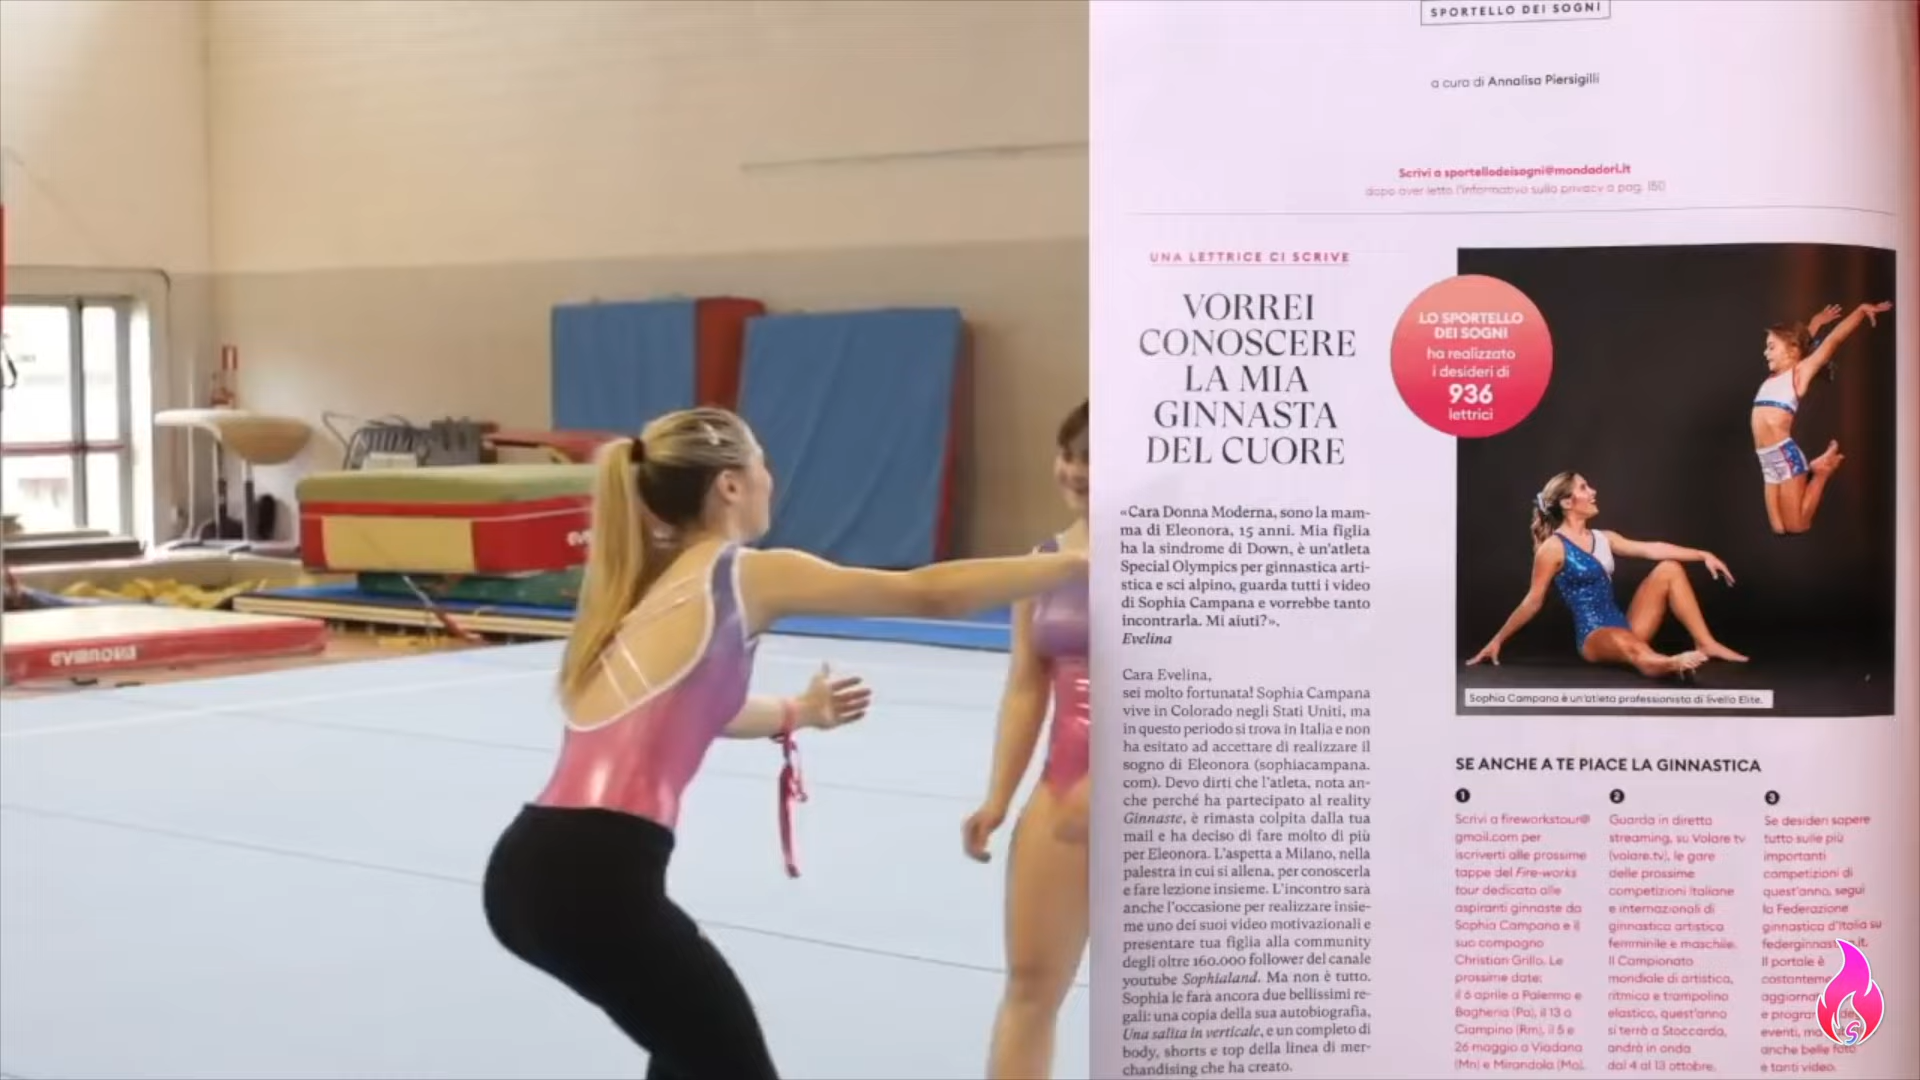 SPORTELLO DEI SOGNI
a cura di Annalisa Piersigilli
Scrivi a sportellodeisogni@mondadori.it
dopo aver letto l'informativa sulla privacy a pag. 150
UNA LETTRICE CI SCRIVE
VORREI
CONOSCERE
LA MIA
GINNASTA
DEL CUORE
«Cara Donna Moderna, sono la mam-
ma di Eleonora, 15 anni. Mia figlia
ha la sindrome di Down, è un'atleta
Special Olympics per ginnastica arti-
stica e sci alpino, guarda tutti i video
di Sophia Campana e vorrebbe tanto
incontrarla. Mi aiuti?».
Evelina
Cara Evelina,
sei molto fortunata! Sophia Campana
vive in Colorado negli Stati Uniti, ma
in questo periodo si trova in Italia e non
ha esitato ad accettare di realizzare il
sogno di Eleonora (sophiacampana.
com). Devo dirti che l'atleta, nota an-
che perché ha partecipato al reality
Ginnaste, è rimasta colpita dalla tua
mail e ha deciso di fare molto di più
per Eleonora. L'aspetta a Milano, nella
palestra in cui si allena, per conoscerla
e fare lezione insieme. L'incontro sarà
anche l'occasione per realizzare insie-
me uno dei suoi video motivazionali e
presentare tua figlia alla community
degli oltre 160.000 follower del canale
youtube Sophialand. Ma non è tutto.
Sophia le farà ancora due bellissimi re-
gali: una copia della sua autobiografia,
Una salita in verticale, e un completo di
body, shorts e top della linea di mer-
chandising che ha creato.
LO SPORTELLO
DEI SOGNI
ha realizzato
i desideri di
936
lettrici
Sophia Campana è un'atleta professionista di livello Elite.
SE ANCHE A TE PIACE LA GINNASTICA
1
Scrivi a fireworkstour@
gmail.com per
iscriverti alle prossime
tappe del Fire-works
tour dedicato alle
aspiranti ginnaste da
Sophia Campana e il
suo compagno
Christian Grillo. Le
prossime date:
il 6 aprile a Palermo e
Bagheria (Pa), il 13 a
Ciampino (Rm), il 5 e
26 maggio a Viadana
(Mn) e Mirandola (Mo).
2
Guarda in diretta
streaming, su Volare tv
(volare.tv), le gare
delle prossime
competizioni italiane
e internazionali di
ginnastica artistica
femminile e maschile.
Il Campionato
mondiale di artistica,
ritmica e trampolino
elastico, quest'anno
si terrà a Stoccarda,
andrà in onda
dal 4 al 13 ottobre.
3
Se desideri sapere
tutto sulle più
importanti
competizioni di
quest'anno, segui
la Federazione
ginnastica d'Italia su
federginnastica.it.
Il portale è
costanteme
aggiorna
e progra
eventi, ma
anche belle foto
e tanti video.
GYMNOVA
S